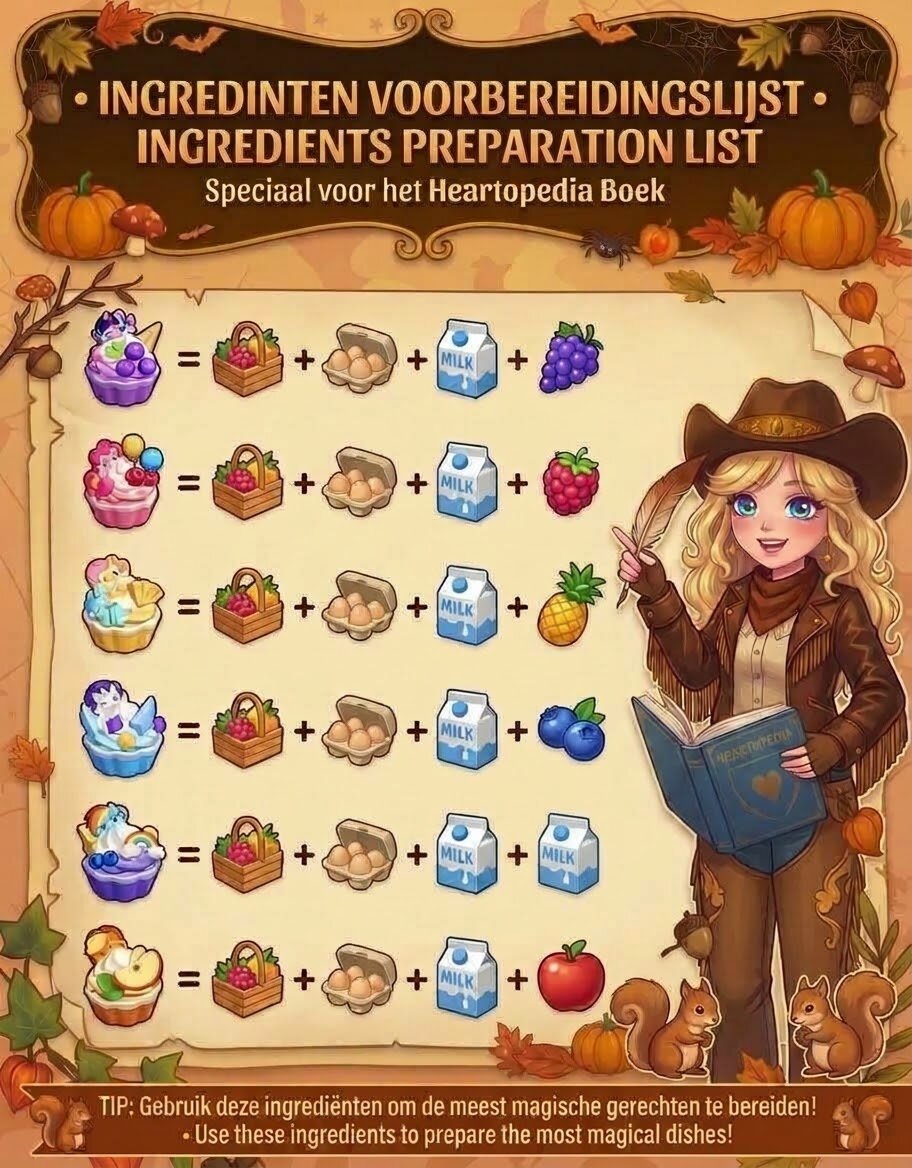 • INGREDINTEN VOORBEREIDINGSLIJST •
INGREDIENTS PREPARATION LIST
Speciaal voor het Heartopedia Boek
= + + MILK +
= + + MILK +
= + + MILK +
= + + MILK +
HEARTOPEDIA
= + + MILK + MILK
= + + MILK +
TIP: Gebruik deze ingrediënten om de meest magische gerechten te bereiden!
• Use these ingredients to prepare the most magical dishes!